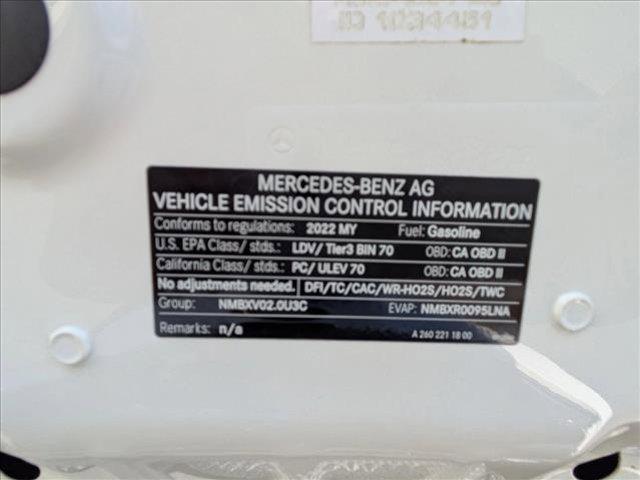 MERCEDES-BENZ AG
VEHICLE EMISSION CONTROL INFORMATION
Conforms to regulations: 2022 MY Fuel: Gasoline
U.S. EPA Class/ stds.: LDV/ Tier3 BIN 70 OBD: CA OBD II
California Class/ stds.: PC/ ULEV 70 OBD: CA OBD II
No adjustments needed. DFI/TC/CAC/WR-HO2S/HO2S/TWC
Group: NMBXV02.0U3C EVAP: NMBXR0095LNA
Remarks: n/a A 260 221 18 00